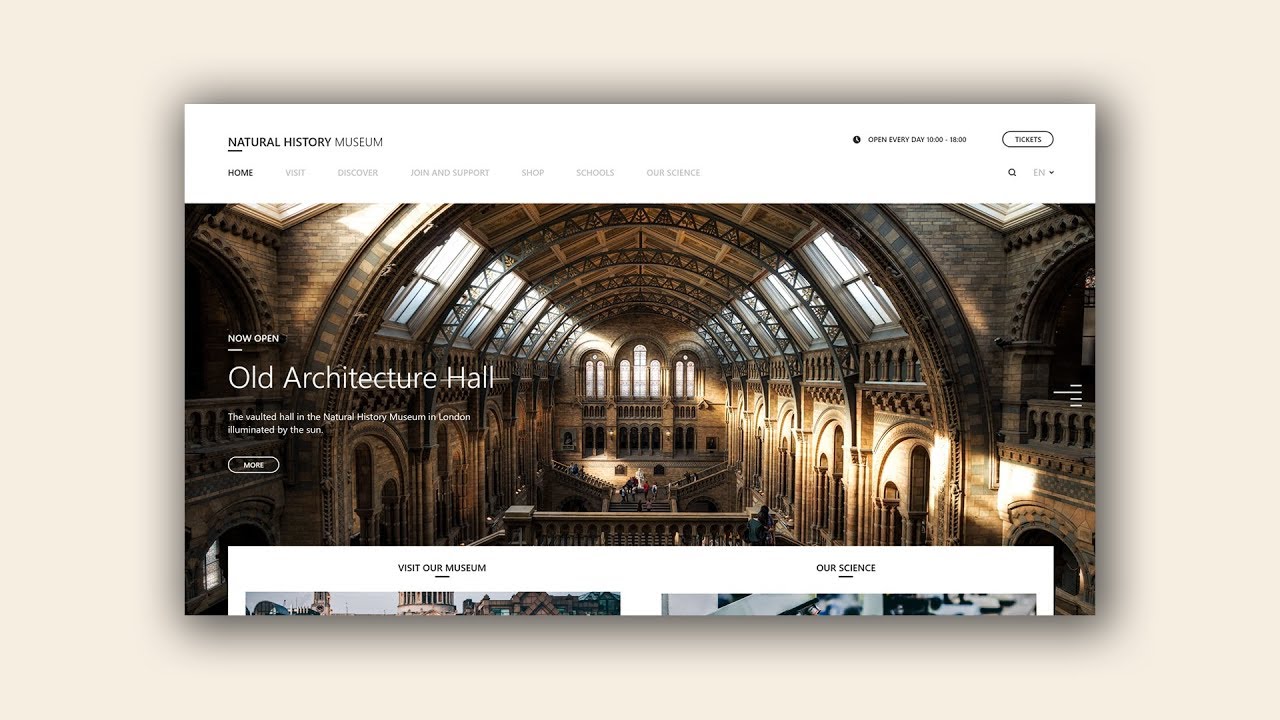 NATURAL HISTORY MUSEUM
OPEN EVERY DAY 10:00 - 18:00
TICKETS
HOME
VISIT
DISCOVER
JOIN AND SUPPORT
SHOP
SCHOOLS
OUR SCIENCE
EN
NOW OPEN
Old Architecture Hall
The vaulted hall in the Natural History Museum in London
illuminated by the sun.
MORE
VISIT OUR MUSEUM
OUR SCIENCE